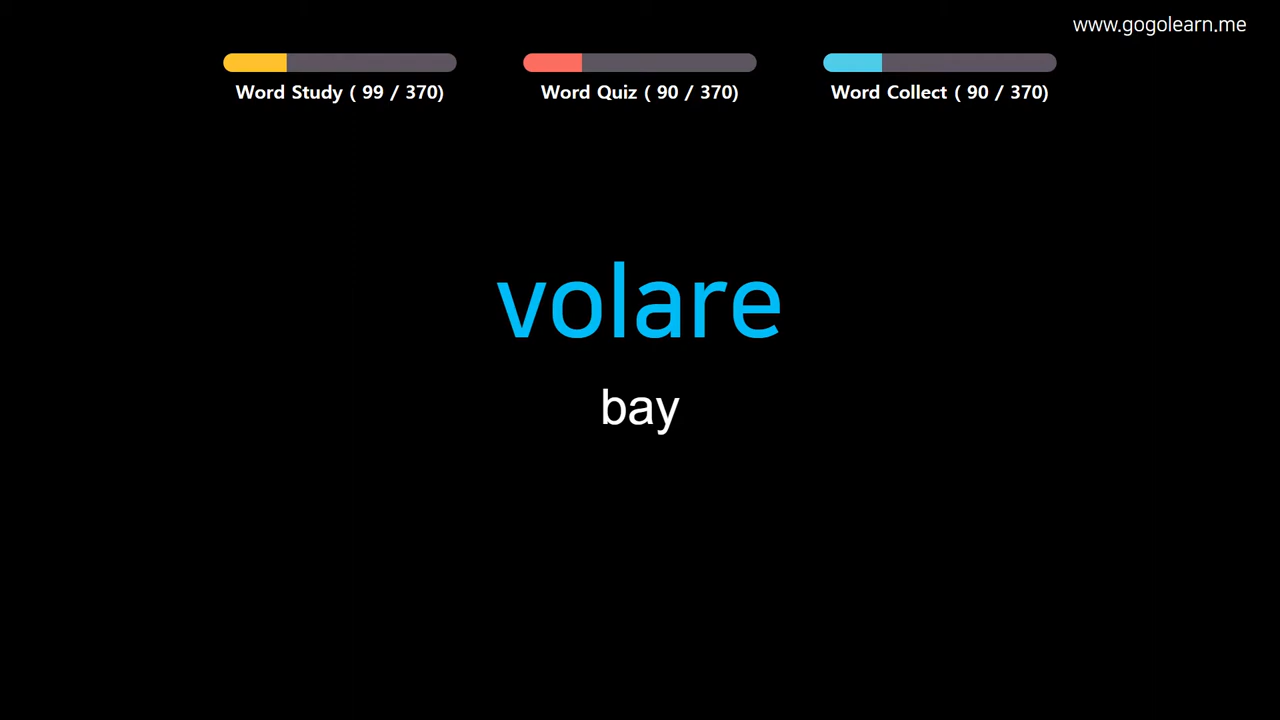 www.gogolearn.me
Word Study ( 99 / 370)
Word Quiz ( 90 / 370)
Word Collect ( 90 / 370)
volare
bay